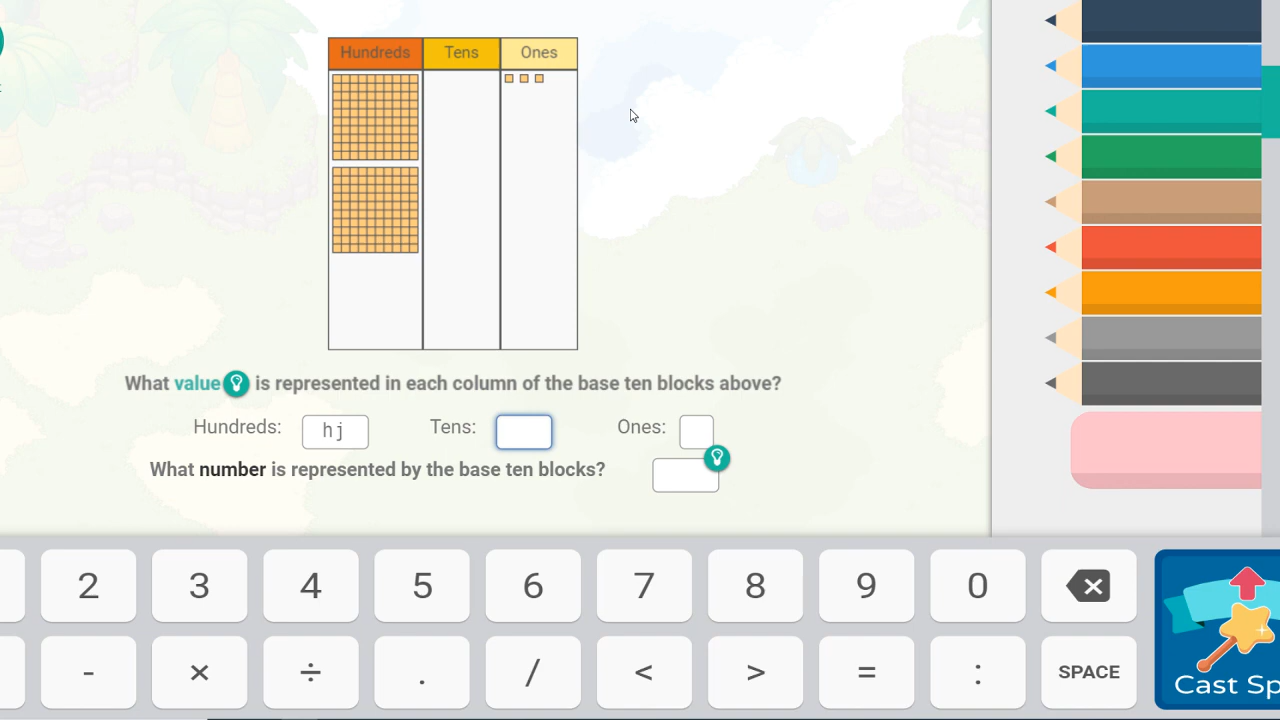 Hundreds Tens Ones
What value is represented in each column of the base ten blocks above?
Hundreds: hj Tens: Ones:
What number is represented by the base ten blocks?
2 3 4 5 6 7 8 9 0
- × ÷ . / < > = : SPACE
Cast Sp